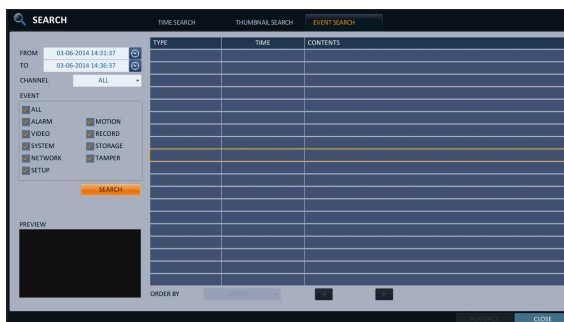 SEARCH
TIME SEARCH THUMBNAIL SEARCH EVENT SEARCH
TYPE TIME CONTENTS
FROM 03-06-2014 14:31:37
TO 03-06-2014 14:36:37
CHANNEL ALL
EVENT
ALL
ALARM MOTION
VIDEO RECORD
SYSTEM STORAGE
NETWORK TAMPER
SETUP
SEARCH
PREVIEW
ORDER BY
PLAYBACK CLOSE